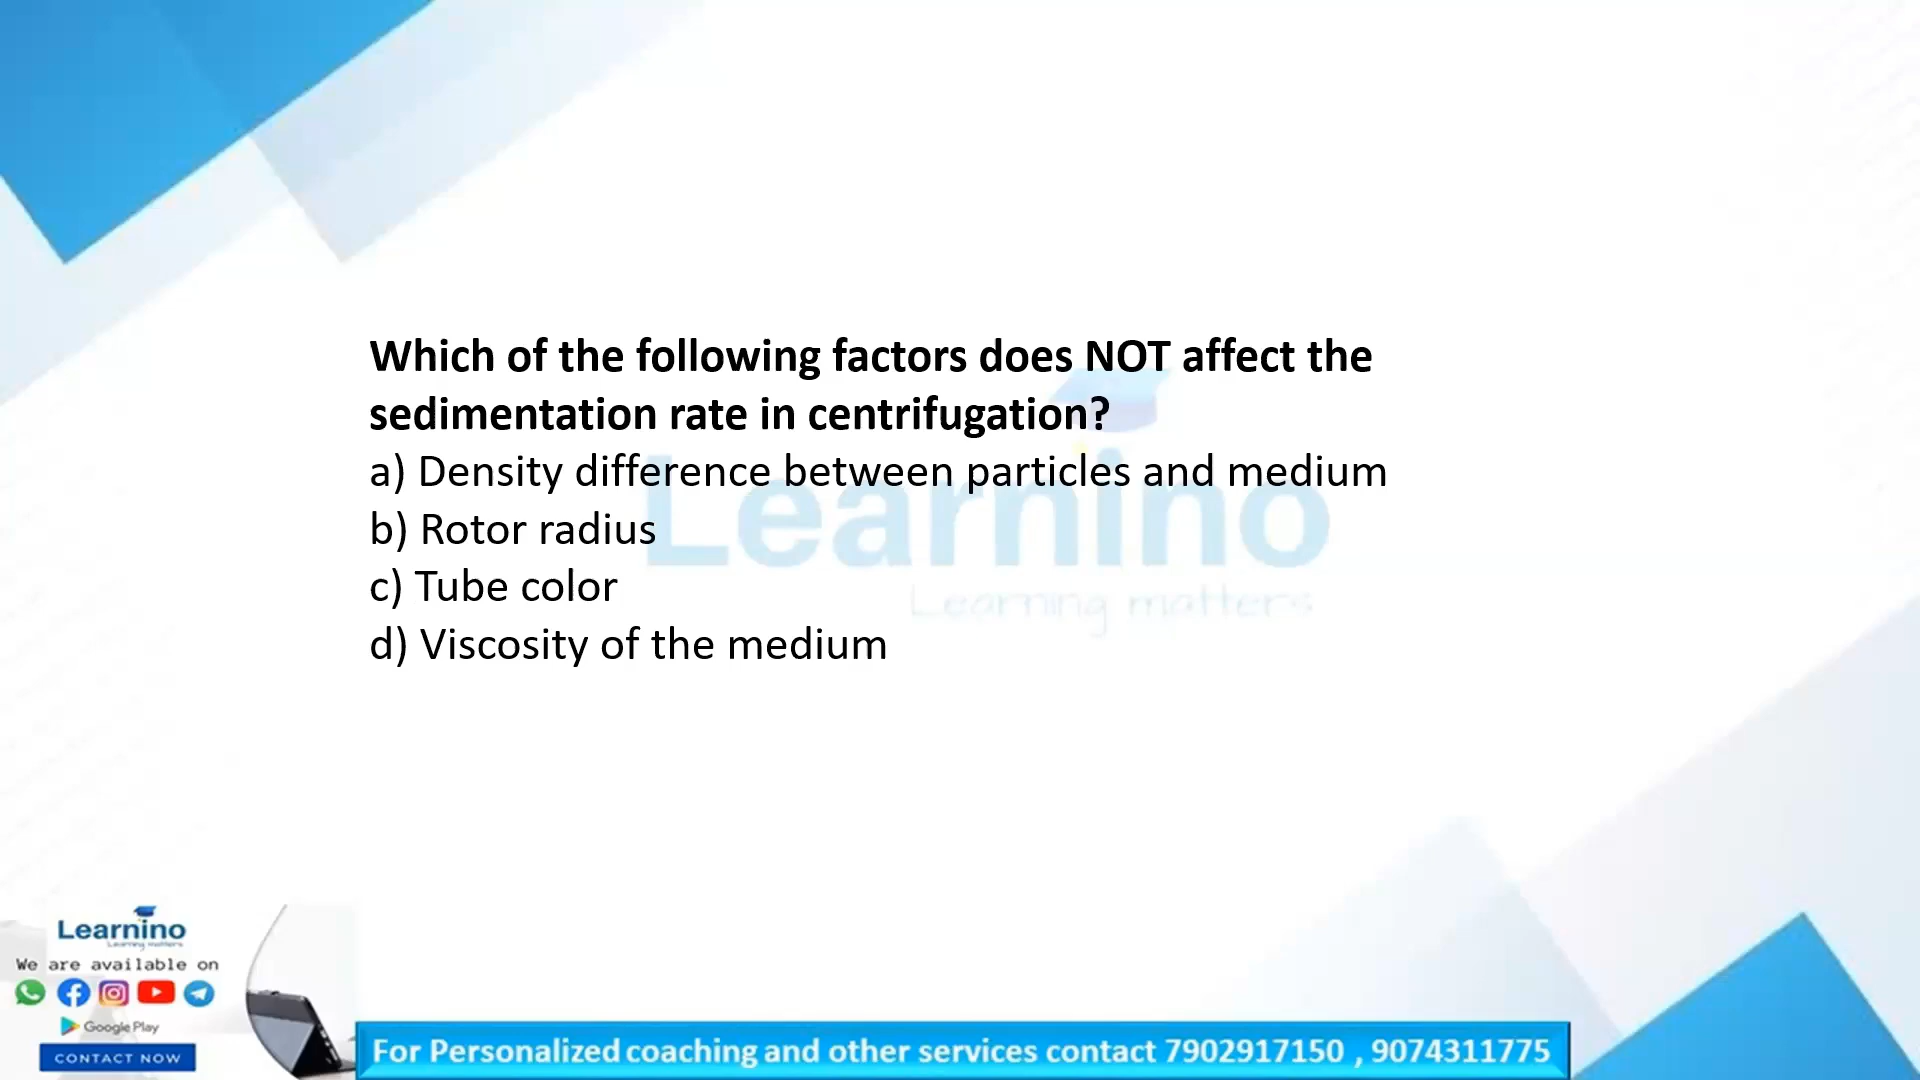 Which of the following factors does NOT affect the
sedimentation rate in centrifugation?
a) Density difference between particles and medium
b) Rotor radius
c) Tube color
d) Viscosity of the medium
Learnino
Learning matters
Learnino
Learning matters
We are available on
Google Play
CONTACT NOW
For Personalized coaching and other services contact 7902917150 , 9074311775